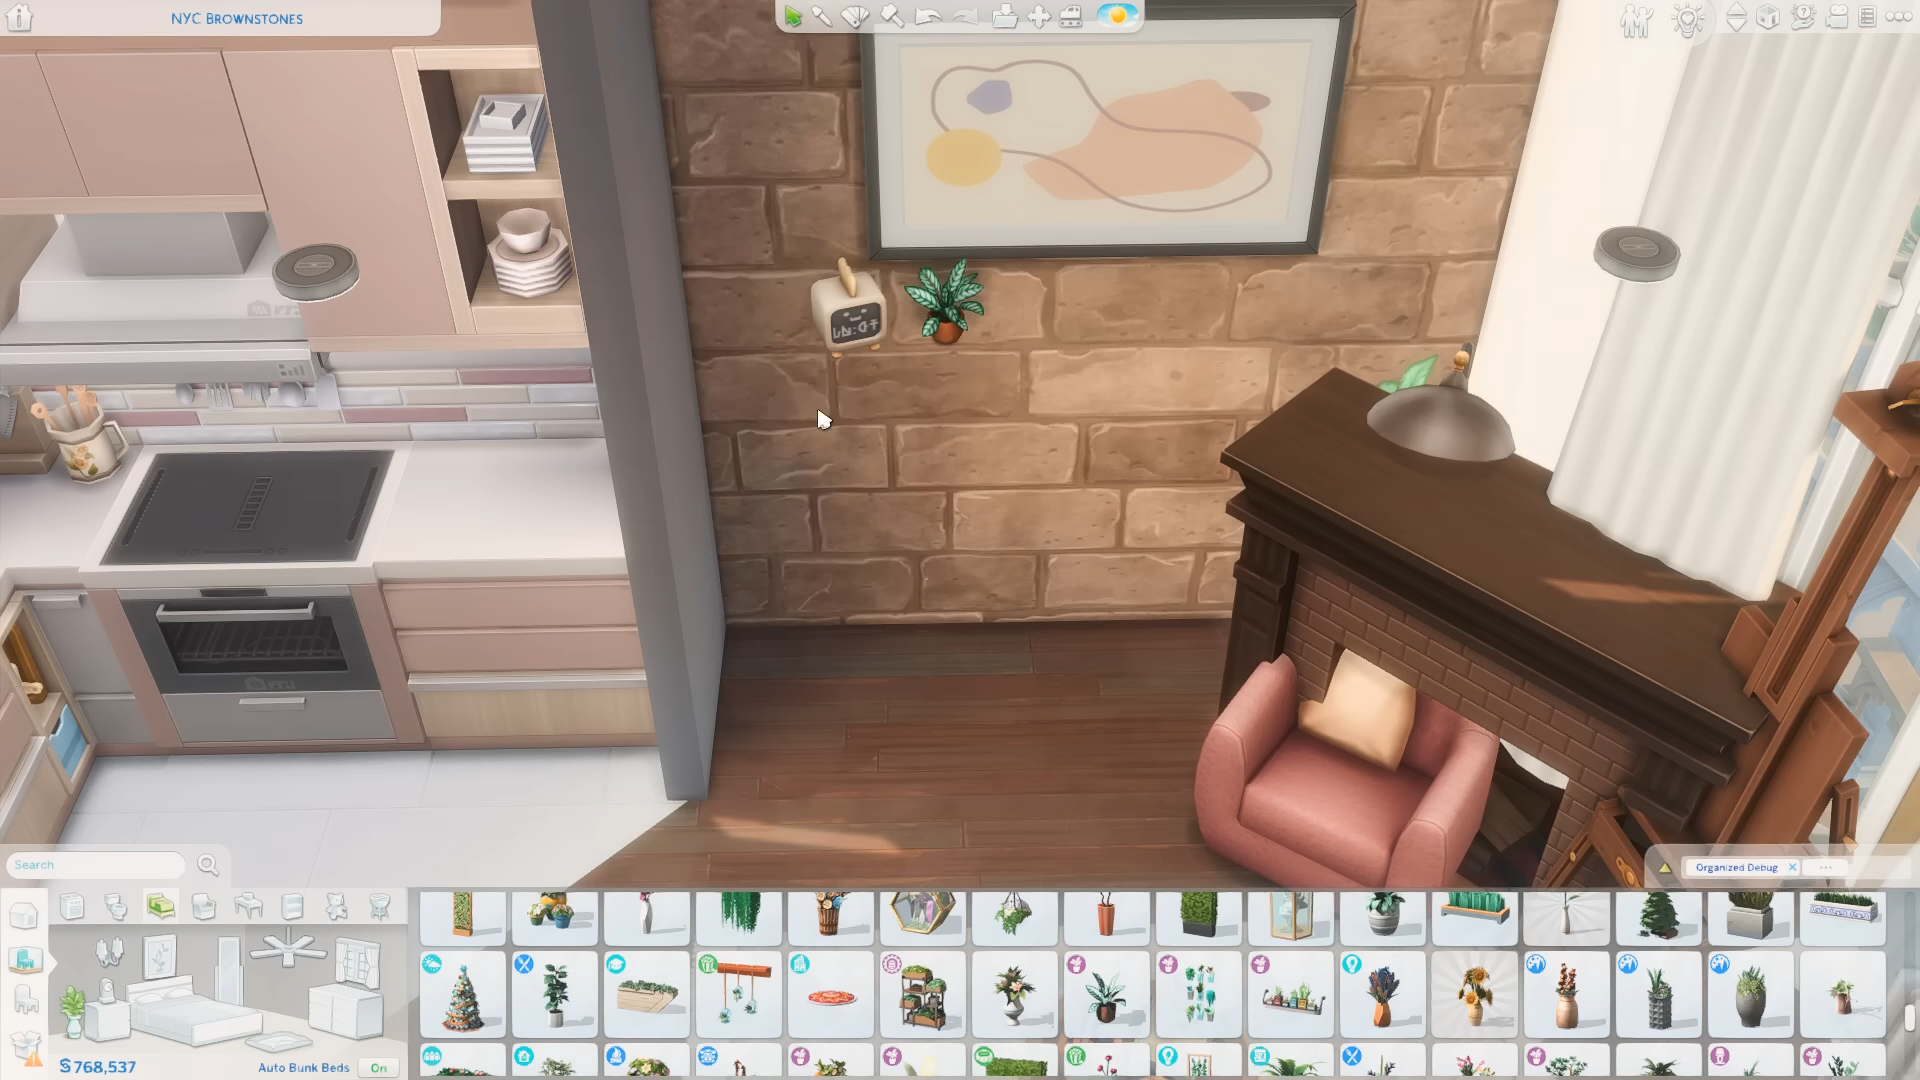 NYC BROWNSTONES
Search
Organized Debug
§768,537
Auto Bunk Beds
On